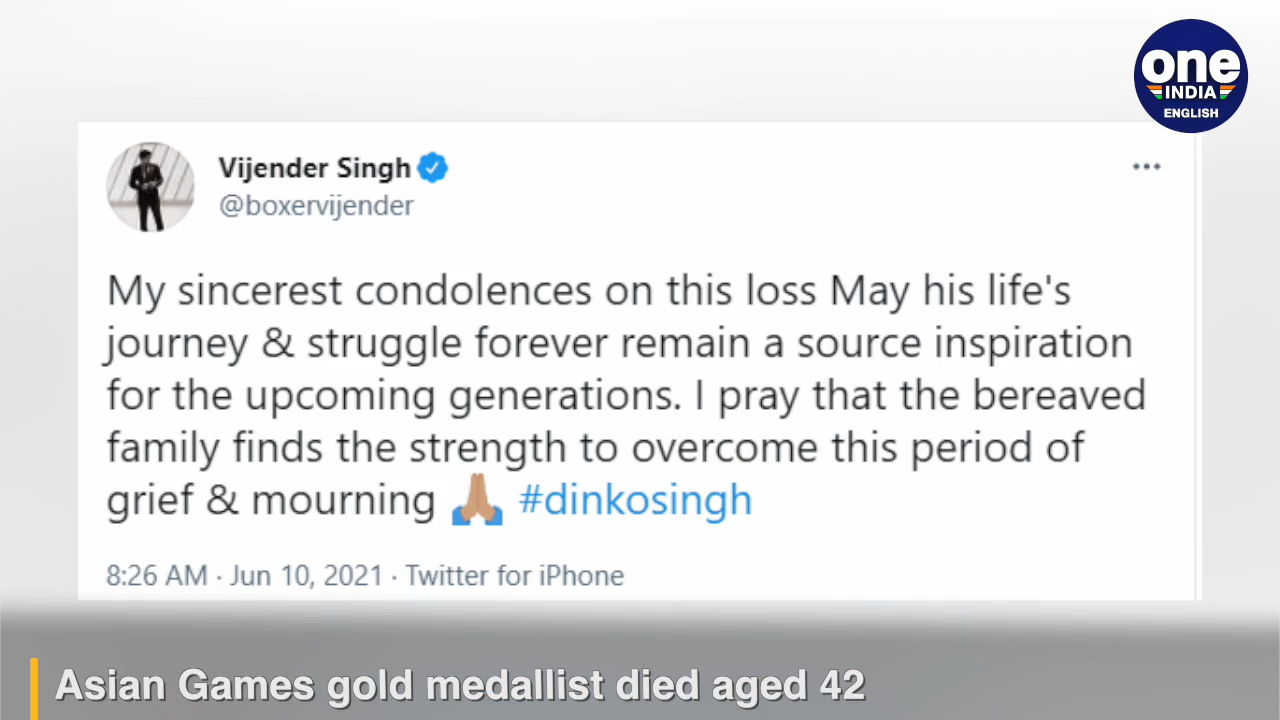 one
INDIA
ENGLISH
Vijender Singh
@boxervijender
My sincerest condolences on this loss May his life's
journey & struggle forever remain a source inspiration
for the upcoming generations. I pray that the bereaved
family finds the strength to overcome this period of
grief & mourning 🙏🏽 #dinkosingh
8:26 AM · Jun 10, 2021 · Twitter for iPhone
Asian Games gold medallist died aged 42